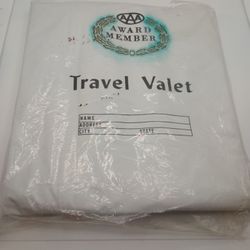 AAA
AWARD
MEMBER
Travel Valet
NAME
ADDRESS
CITY STATE